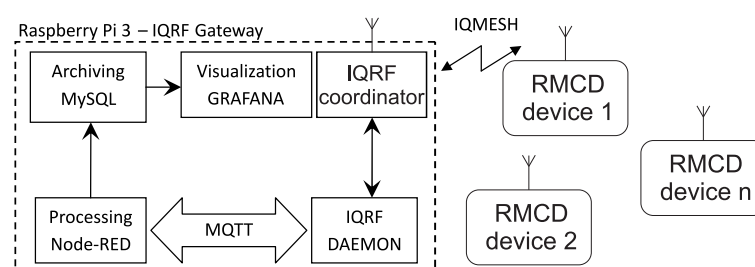 Raspberry Pi 3 – IQRF Gateway
Archiving
MySQL
Visualization
GRAFANA
IQRF
coordinator
IQMESH
RMCD
device 1
RMCD
device n
Processing
Node-RED
MQTT
IQRF
DAEMON
RMCD
device 2